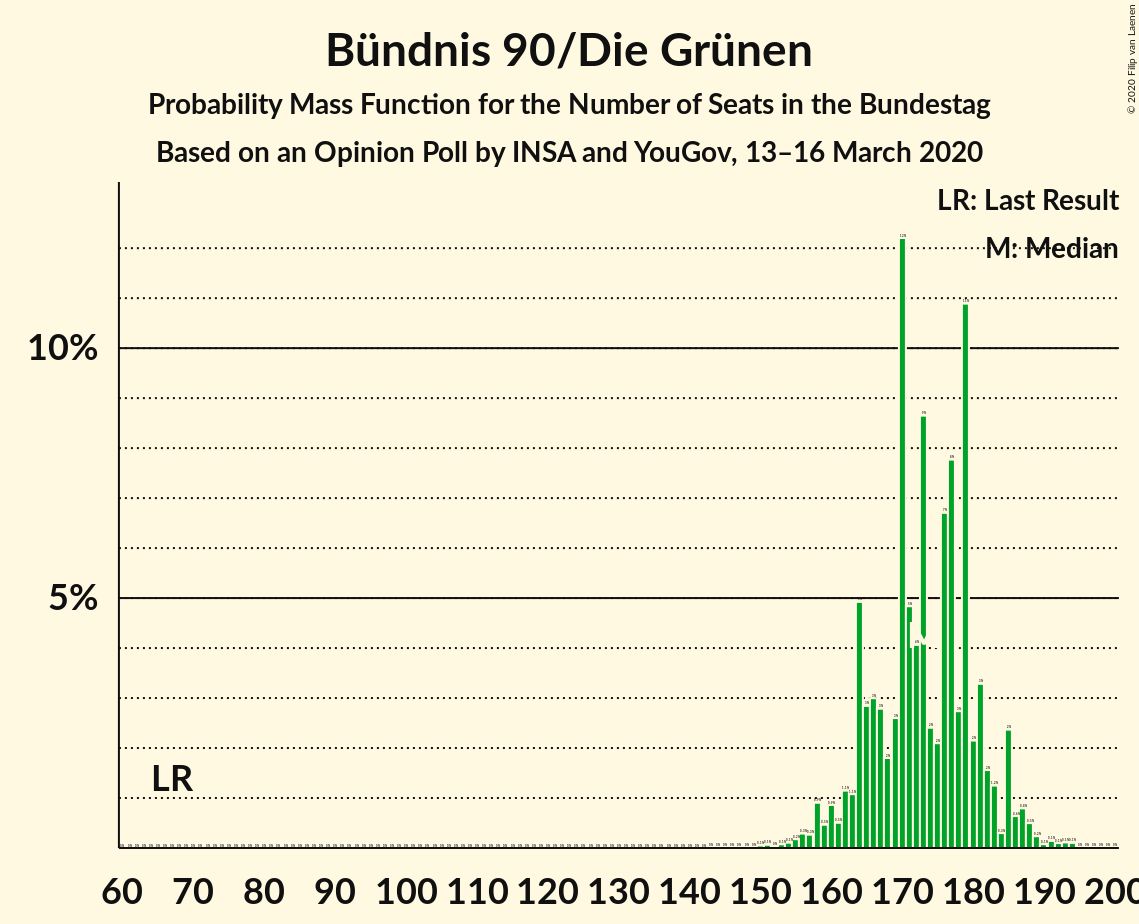 Bündnis 90/Die Grünen
Probability Mass Function for the Number of Seats in the Bundestag
Based on an Opinion Poll by INSA and YouGov, 13–16 March 2020
© 2020 Filip van Laenen
LR: Last Result
M: Median
10%
5%
LR
60 70 80 90 100 110 120 130 140 150 160 170 180 190 200